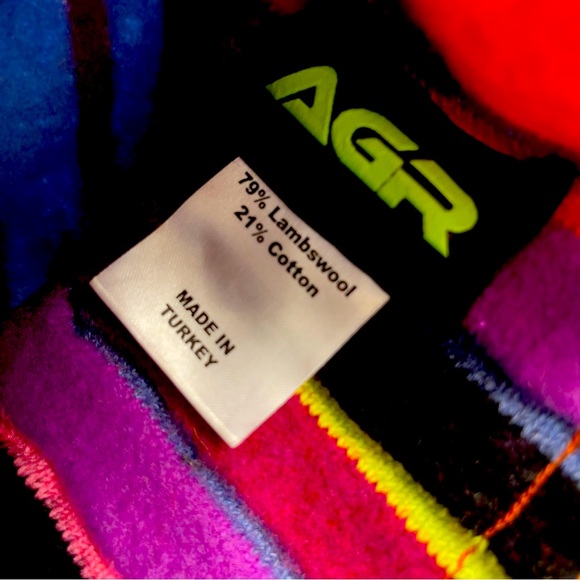 AGR
79% Lambswool
21% Cotton
MADE IN
TURKEY